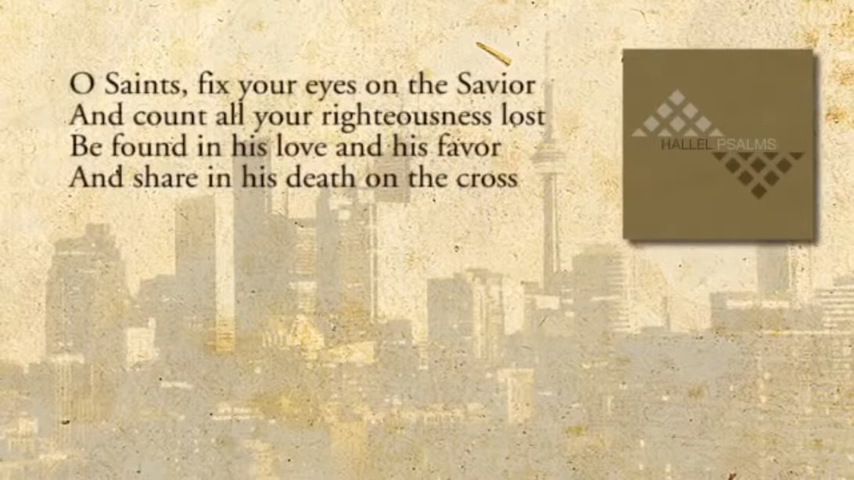 O Saints, fix your eyes on the Savior
And count all your righteousness lost
Be found in his love and his favor
And share in his death on the cross
HALLEL PSALMS